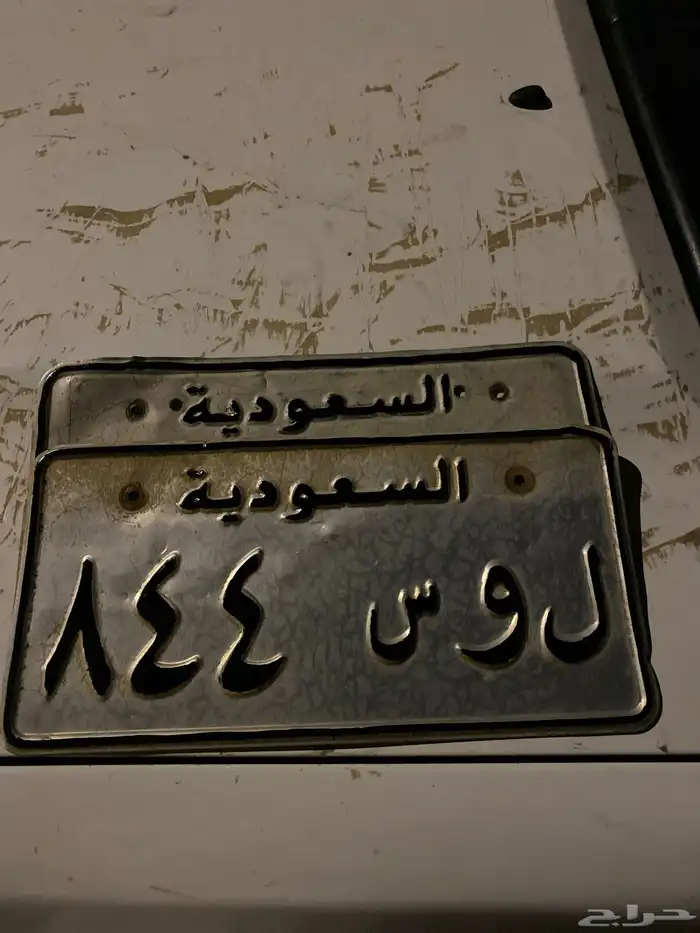 السعودية
السعودية
ل و س ٨٤٤
حراج